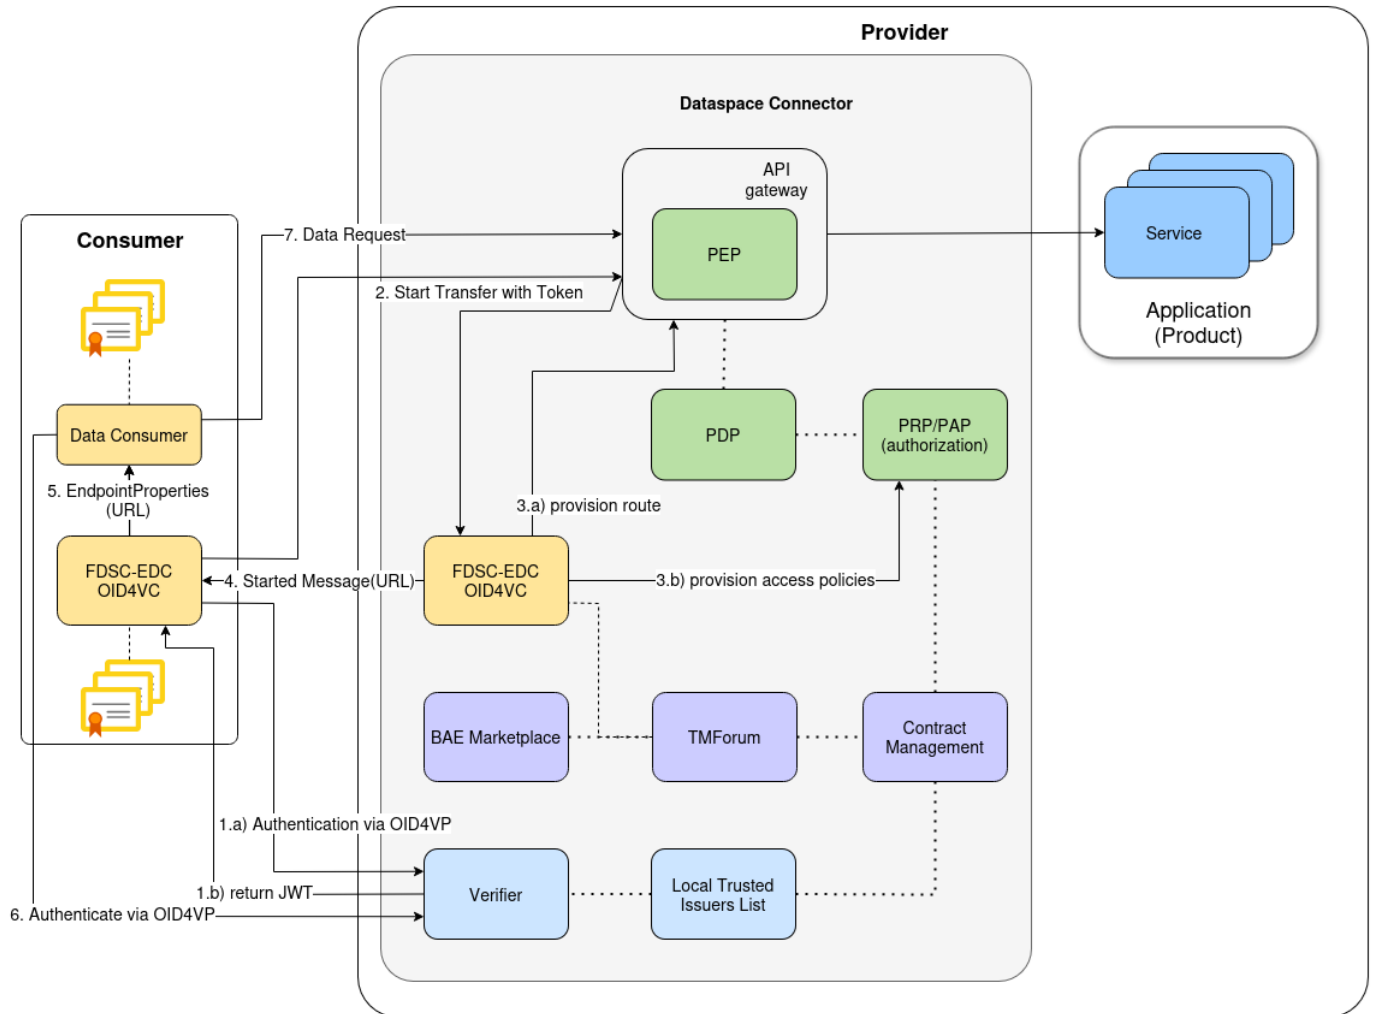 Provider
Dataspace Connector
API
gateway
PEP
Service
Application
(Product)
Consumer
7. Data Request
2. Start Transfer with Token
Data Consumer
PDP
PRP/PAP
(authorization)
5. EndpointProperties
(URL)
3.a) provision route
FDSC-EDC
OID4VC
4. Started Message(URL)
FDSC-EDC
OID4VC
3.b) provision access policies
BAE Marketplace
TMForum
Contract
Management
1.a) Authentication via OID4VP
1.b) return JWT
6. Authenticate via OID4VP
Verifier
Local Trusted
Issuers List